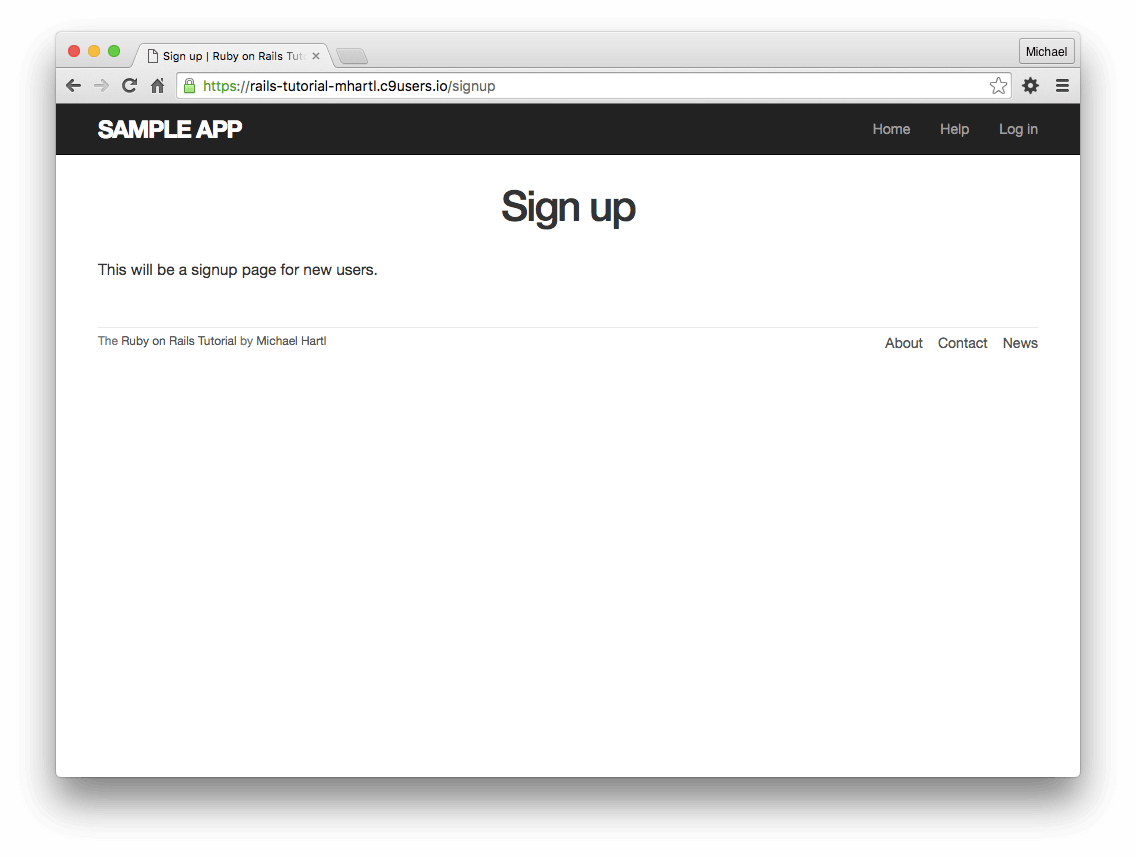 Sign up | Ruby on Rails Tut
Michael
https://rails-tutorial-mhartl.c9users.io/signup
SAMPLE APP
Home Help Log in
Sign up
This will be a signup page for new users.
The Ruby on Rails Tutorial by Michael Hartl
About Contact News